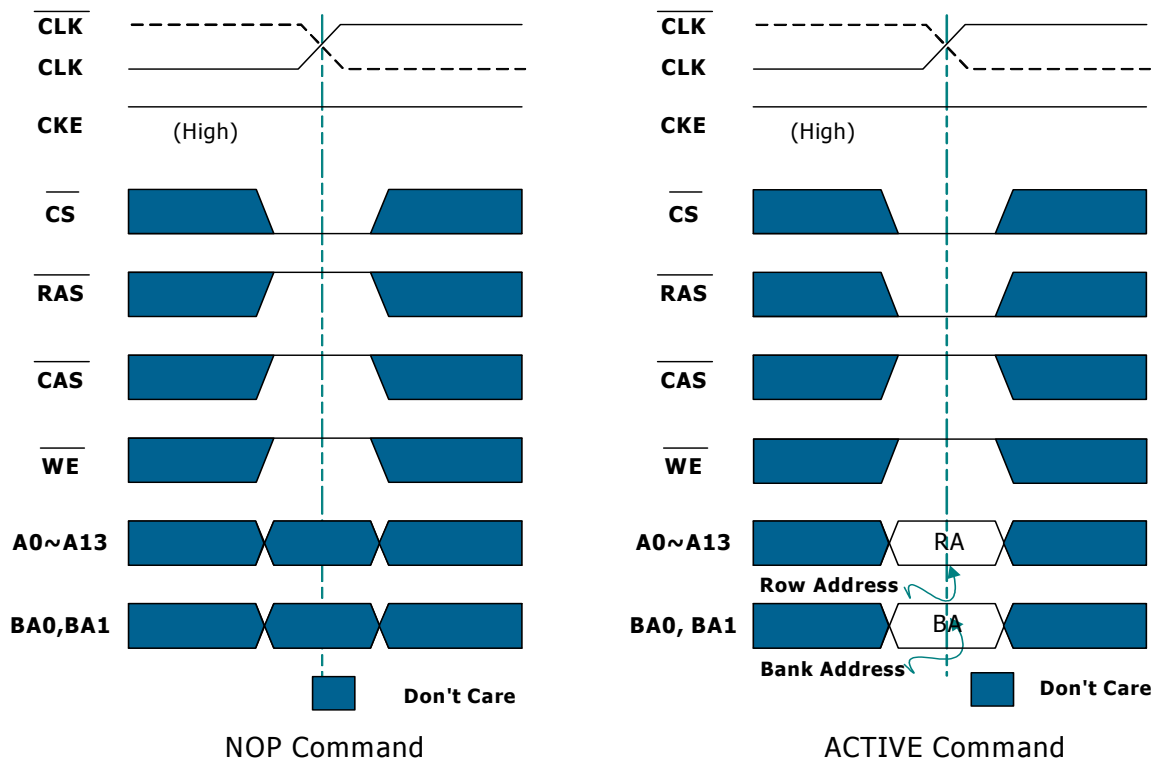 CLK
CLK
CKE
(High)
CS
RAS
CAS
WE
A0~A13
BA0,BA1
Don't Care
NOP Command
CLK
CLK
CKE
(High)
CS
RAS
CAS
WE
A0~A13
RA
Row Address
BA0, BA1
BA
Bank Address
Don't Care
ACTIVE Command